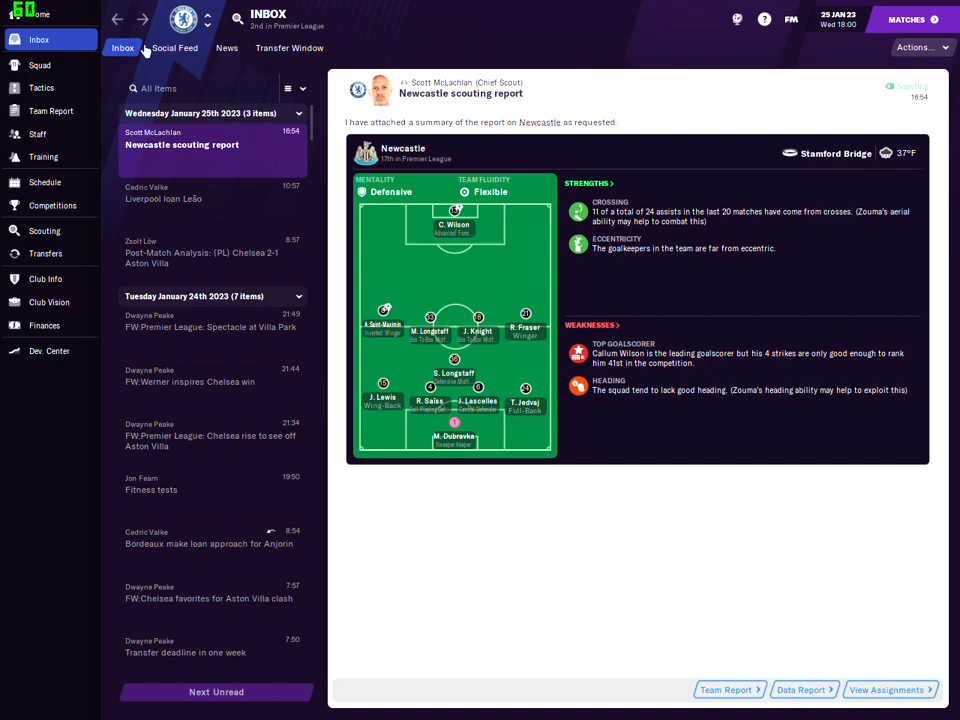 60
ome
INBOX
2nd in Premier League
FM
25 JAN 23
Wed 18:00
MATCHES
Inbox
Squad
Tactics
Team Report
Staff
Training
Schedule
Competitions
Scouting
Transfers
Club Info
Club Vision
Finances
Dev. Center
Inbox
Social Feed
News
Transfer Window
Actions...
All Items
Wednesday January 25th 2023 (3 items)
Scott McLachlan 16:54
Newcastle scouting report
Cedric Valke 10:57
Liverpool loan Leão
Zsolt Löw 8:57
Post-Match Analysis: (PL) Chelsea 2-1
Aston Villa
Tuesday January 24th 2023 (7 items)
Dwayne Peake 21:49
FW:Premier League: Spectacle at Villa Park
Dwayne Peake 21:44
FW:Werner inspires Chelsea win
Dwayne Peake 21:34
FW:Premier League: Chelsea rise to see off
Aston Villa
Jon Fearn 19:50
Fitness tests
Cedric Valke 8:54
Bordeaux make loan approach for Anjorin
Dwayne Peake 7:57
FW:Chelsea favorites for Aston Villa clash
Dwayne Peake 7:50
Transfer deadline in one week
Next Unread
Scott McLachlan (Chief Scout)
Newcastle scouting report
Scouting
16:54
I have attached a summary of the report on Newcastle as requested.
Newcastle
17th in Premier League
Stamford Bridge
37°F
MENTALITY
Defensive
TEAM FLUIDITY
Flexible
C. Wilson
A. Saint-Maximin
Inverted Winger
33
M. Longstaff
8
J. Knight
21
R. Fraser
Winger
36
S. Longstaff
15
J. Lewis
Wing-Back
4
R. Saïss
6
J. Lascelles
Central Defender
24
T. Jedvaj
Full-Back
1
M. Dubravka
Sweeper Keeper
STRENGTHS
CROSSING
11 of a total of 24 assists in the last 20 matches have come from crosses. (Zouma's aerial
ability may help to combat this)
ECCENTRICITY
The goalkeepers in the team are far from eccentric.
WEAKNESSES
TOP GOALSCORER
Callum Wilson is the leading goalscorer but his 4 strikes are only good enough to rank
him 41st in the competition.
HEADING
The squad tend to lack good heading. (Zouma's heading ability may help to exploit this)
Team Report
Data Report
View Assignments